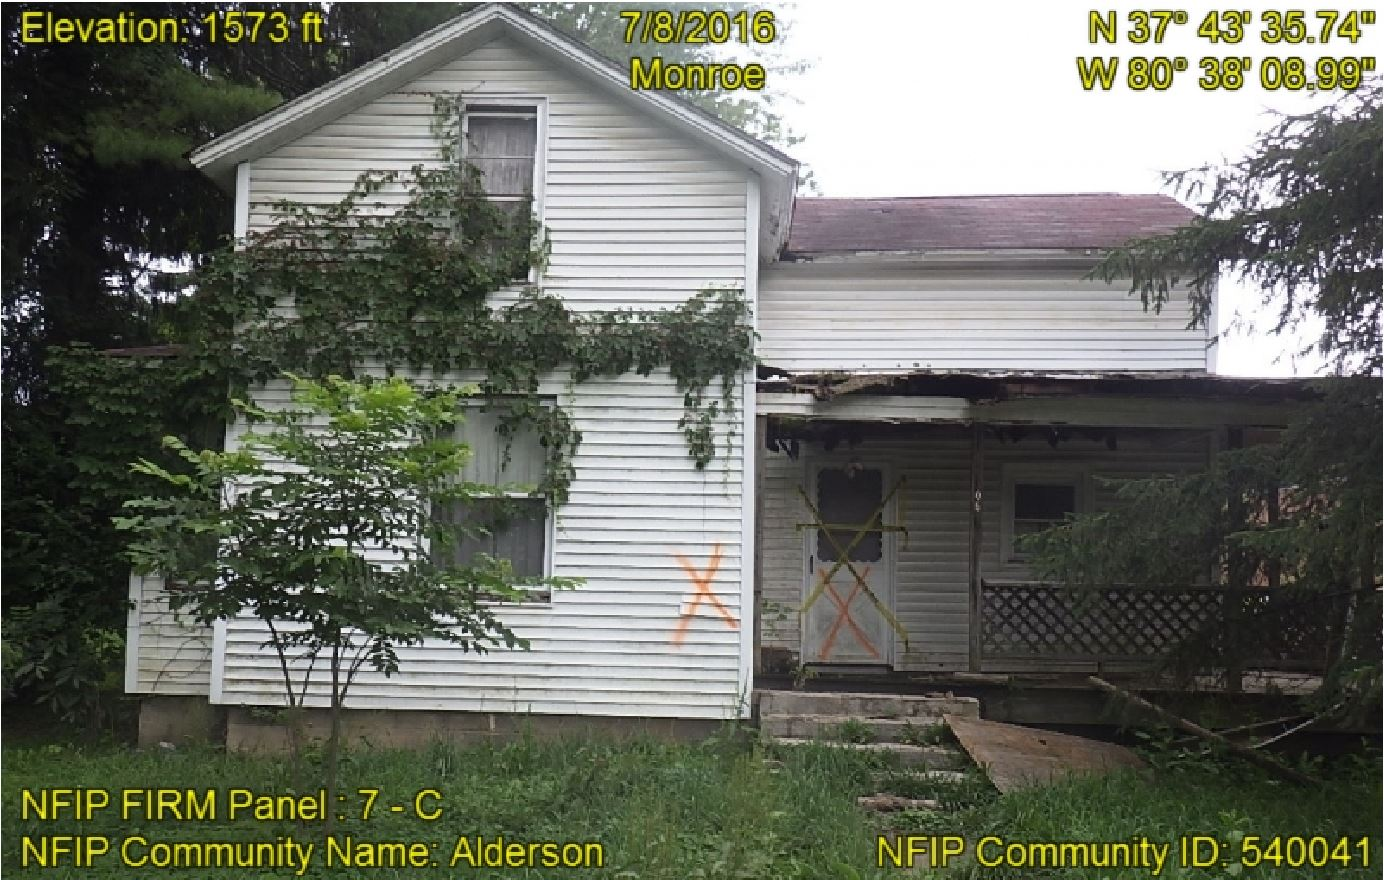 Elevation: 1573 ft
7/8/2016
Monroe
N 37° 43' 35.74"
W 80° 38' 08.99"
NFIP FIRM Panel : 7 - C
NFIP Community Name: Alderson
NFIP Community ID: 540041